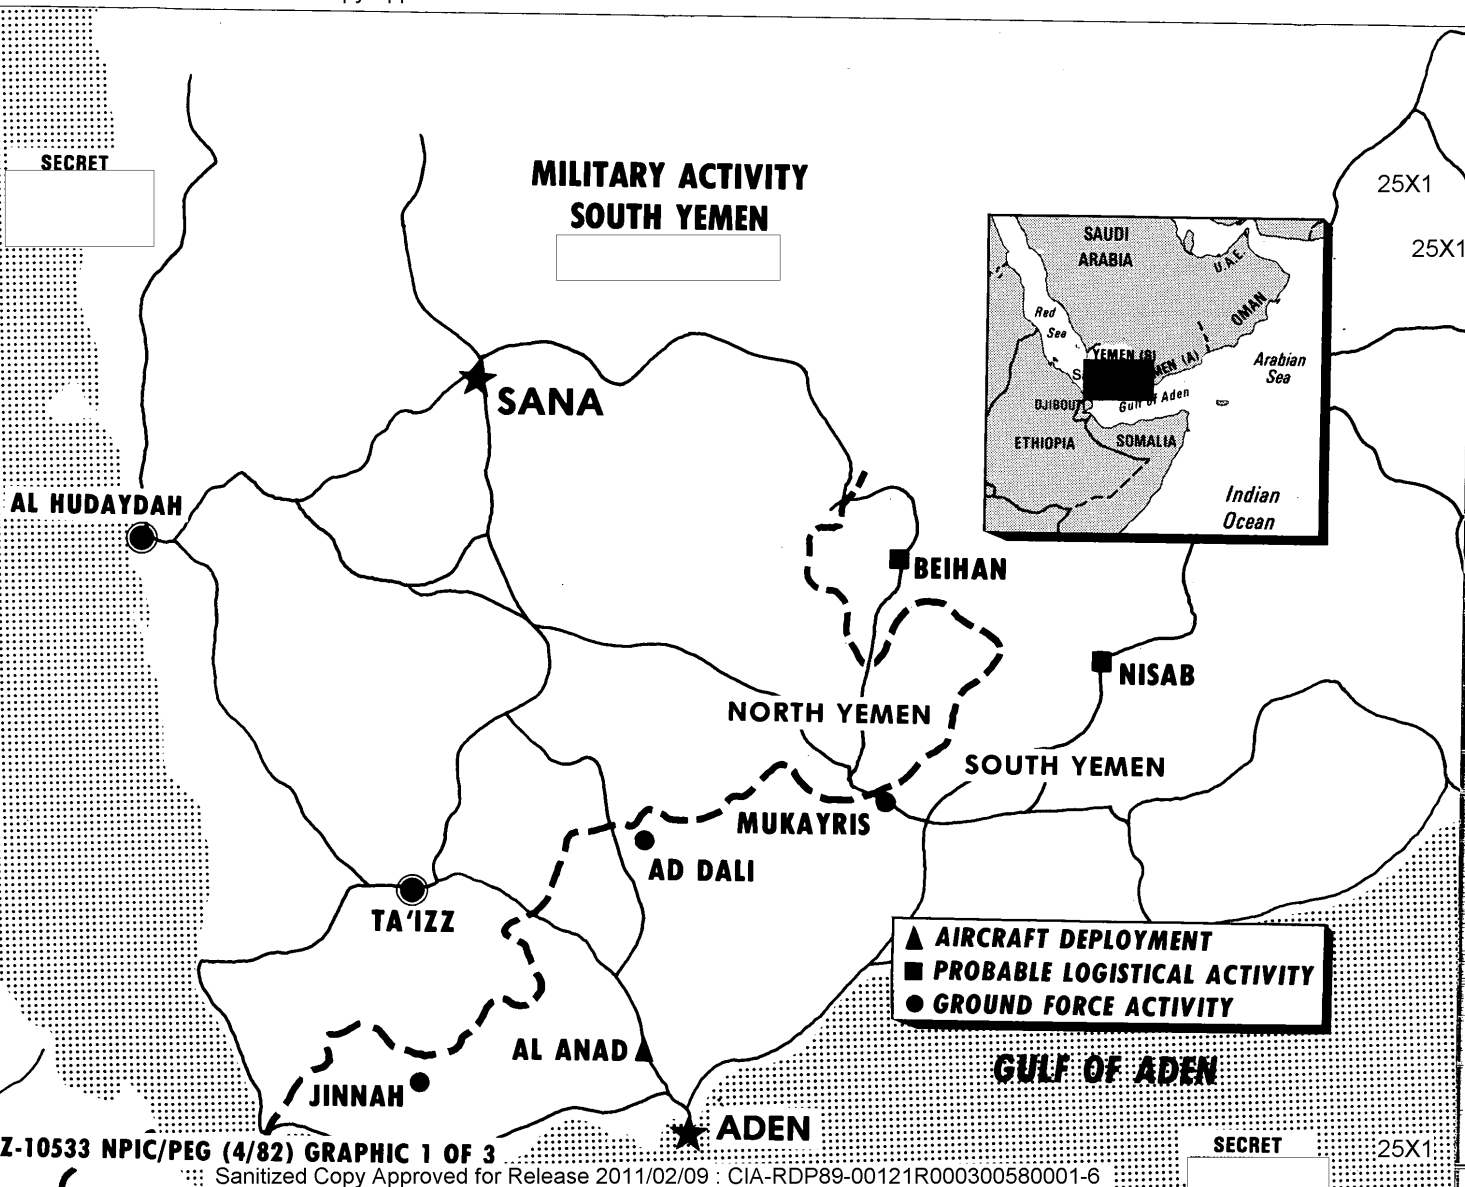 SECRET
MILITARY ACTIVITY
SOUTH YEMEN
25X1
25X1
SAUDI
ARABIA
U.A.E.
OMAN
Red
Sea
YEMEN (S)
MEN (A)
Arabian
Sea
DJIBOUTI
Gulf of Aden
ETHIOPIA
SOMALIA
Indian
Ocean
SANA
AL HUDAYDAH
BEIHAN
NISAB
NORTH YEMEN
SOUTH YEMEN
MUKAYRIS
AD DALI
TA'IZZ
AIRCRAFT DEPLOYMENT
PROBABLE LOGISTICAL ACTIVITY
GROUND FORCE ACTIVITY
AL ANAD
GULF OF ADEN
JINNAH
ADEN
Z-10533 NPIC/PEG (4/82) GRAPHIC 1 OF 3
SECRET
25X1
Sanitized Copy Approved for Release 2011/02/09 : CIA-RDP89-00121R000300580001-6